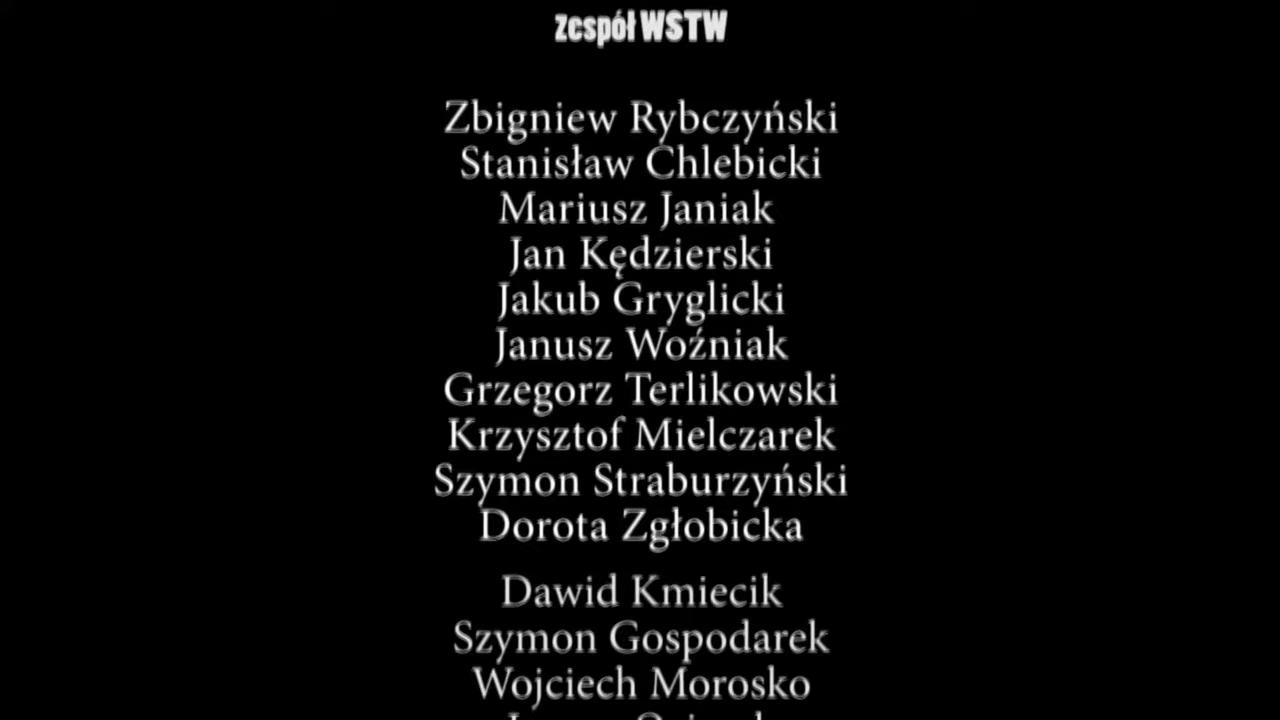 Zespół WSTW
Zbigniew Rybczyński
Stanisław Chlebicki
Mariusz Janiak
Jan Kędzierski
Jakub Gryglicki
Janusz Woźniak
Grzegorz Terlikowski
Krzysztof Mielczarek
Szymon Straburzyński
Dorota Zgłobicka
Dawid Kmiecik
Szymon Gospodarek
Wojciech Morosko